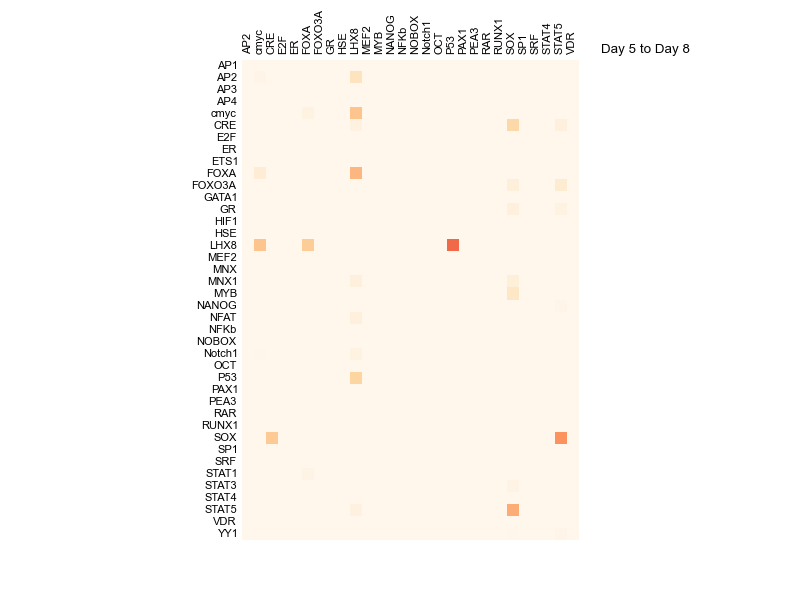 AP2
cmyc
CRE
E2F
ER
FOXA
FOXO3A
GR
HSE
LHX8
MEF2
MYB
NANOG
NFKb
NOBOX
Notch1
OCT
P53
PAX1
PEA3
RAR
RUNX1
SOX
SP1
SRF
STAT4
STAT5
VDR
Day 5 to Day 8
AP1
AP2
AP3
AP4
cmyc
CRE
E2F
ER
ETS1
FOXA
FOXO3A
GATA1
GR
HIF1
HSE
LHX8
MEF2
MNX
MNX1
MYB
NANOG
NFAT
NFKb
NOBOX
Notch1
OCT
P53
PAX1
PEA3
RAR
RUNX1
SOX
SP1
SRF
STAT1
STAT3
STAT4
STAT5
VDR
YY1